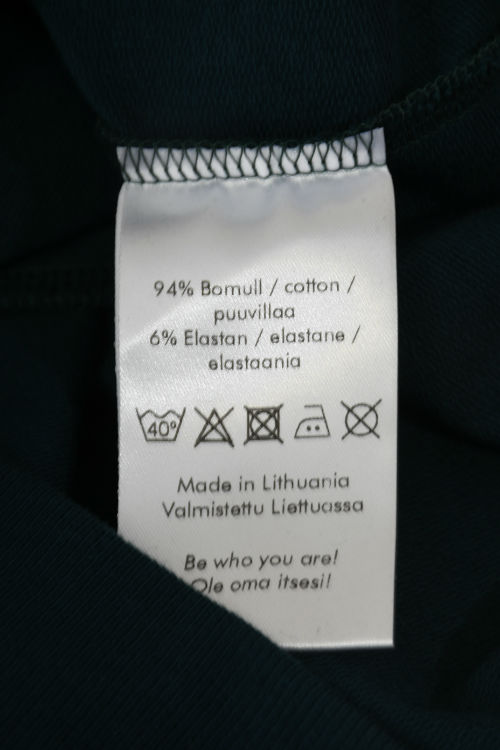 94% Bomull / cotton /
puuvillaa
6% Elastan / elastane /
elastaania
40°
Made in Lithuania
Valmistettu Liettuassa
Be who you are!
Ole oma itsesi!